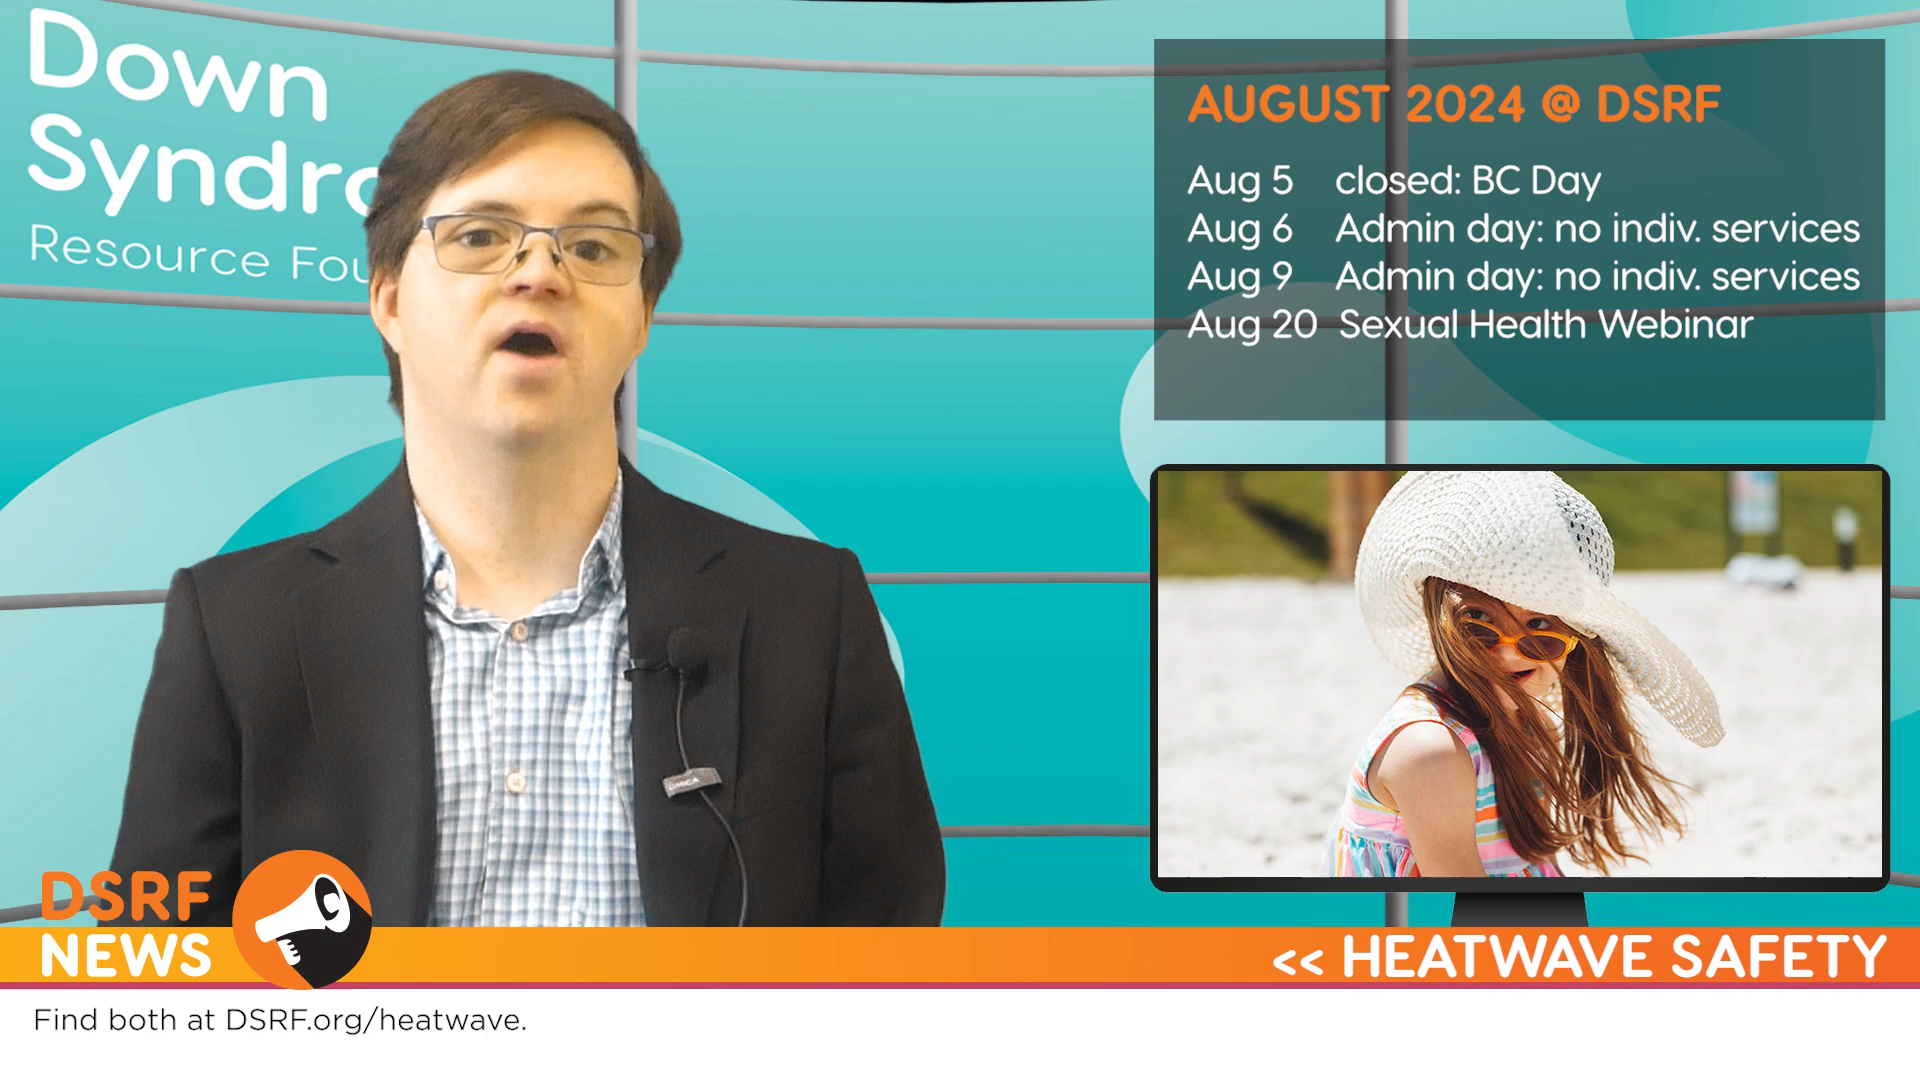 Down
Syndro
Resource Fou
AUGUST 2024 @ DSRF
Aug 5 closed: BC Day
Aug 6 Admin day: no indiv. services
Aug 9 Admin day: no indiv. services
Aug 20 Sexual Health Webinar
DSRF
NEWS
<< HEATWAVE SAFETY
Find both at DSRF.org/heatwave.